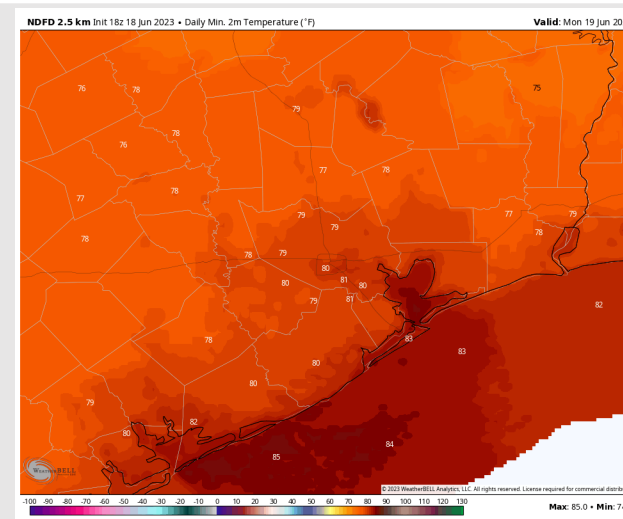 NDFD 2.5 km Init 18z 18 Jun 2023 • Daily Min. 2m Temperature (°F)
Valid: Mon 19 Jun 20
76 78 75
79
78
76
77 78
78
77
79 77 79
79 78
78
78 79
80
80 81 80
79 81
82
78 83
83
80
80
79
82
80
84
85
WeatherBELL
© 2023 WeatherBELL Analytics, LLC. All rights reserved. License required for commercial distrib
-100 -90 -80 -70 -60 -50 -40 -30 -20 -10 0 10 20 30 40 50 60 70 80 90 100 110 120 130
Max: 85.0 • Min: 7